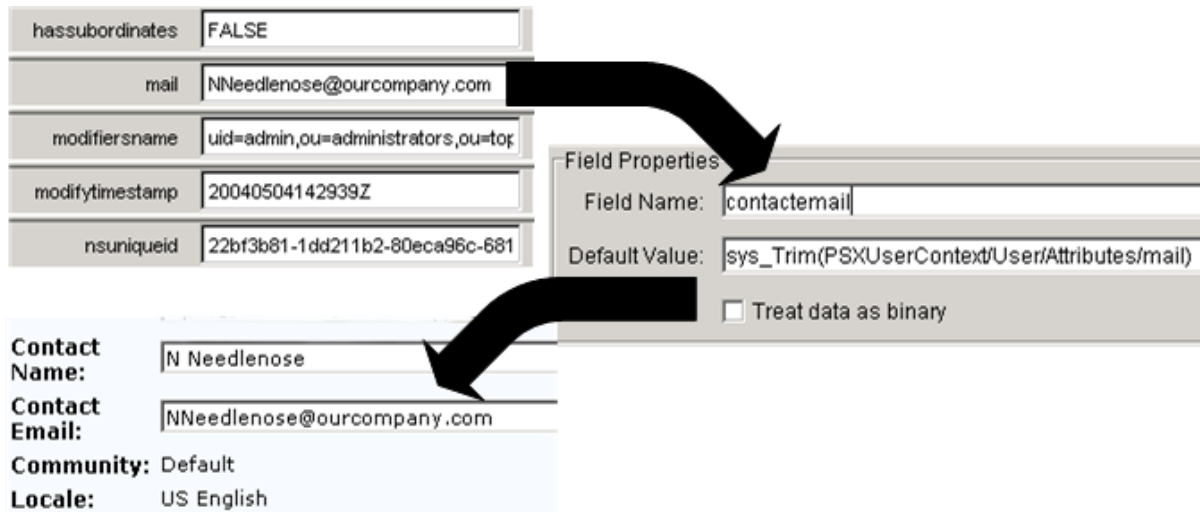 hassubordinates FALSE
mail NNeedlenose@ourcompany.com
modifiersname uid=admin,ou=administrators,ou=top
modifytimestamp 20040504142939Z
nsuniqueid 22bf3b81-1dd211b2-80eca96c-681
Field Properties
Field Name: contactemail
Default Value: sys_Trim(PSXUserContext/User/Attributes/mail)
Treat data as binary
Contact
Name: N Needlenose
Contact
Email: NNeedlenose@ourcompany.com
Community: Default
Locale: US English